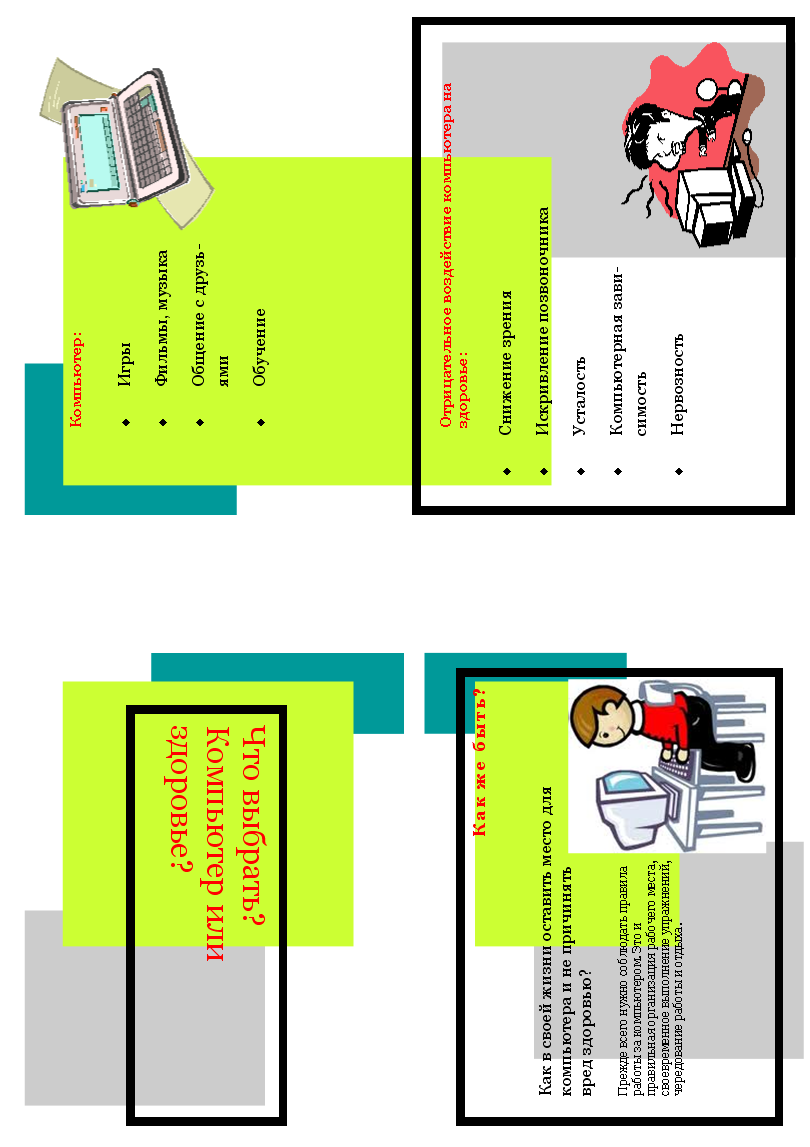 Что выбрать?
Компьютер или
здоровье?
Компьютер:
Игры
Фильмы, музыка
Общение с друзь-
ями
Обучение
Отрицательное воздействие компьютера на
здоровье:
Снижение зрения
Искривление позвоночника
Усталость
Компьютерная зави-
симость
Нервозность
Как же быть?
Как в своей жизни оставить место для
компьютера и не причинять
вред здоровью?
Прежде всего нужно соблюдать правила
работы за компьютером. Это и
правильная организация рабочего места,
своевременное выполнение упражнений,
чередование работы и отдыха.